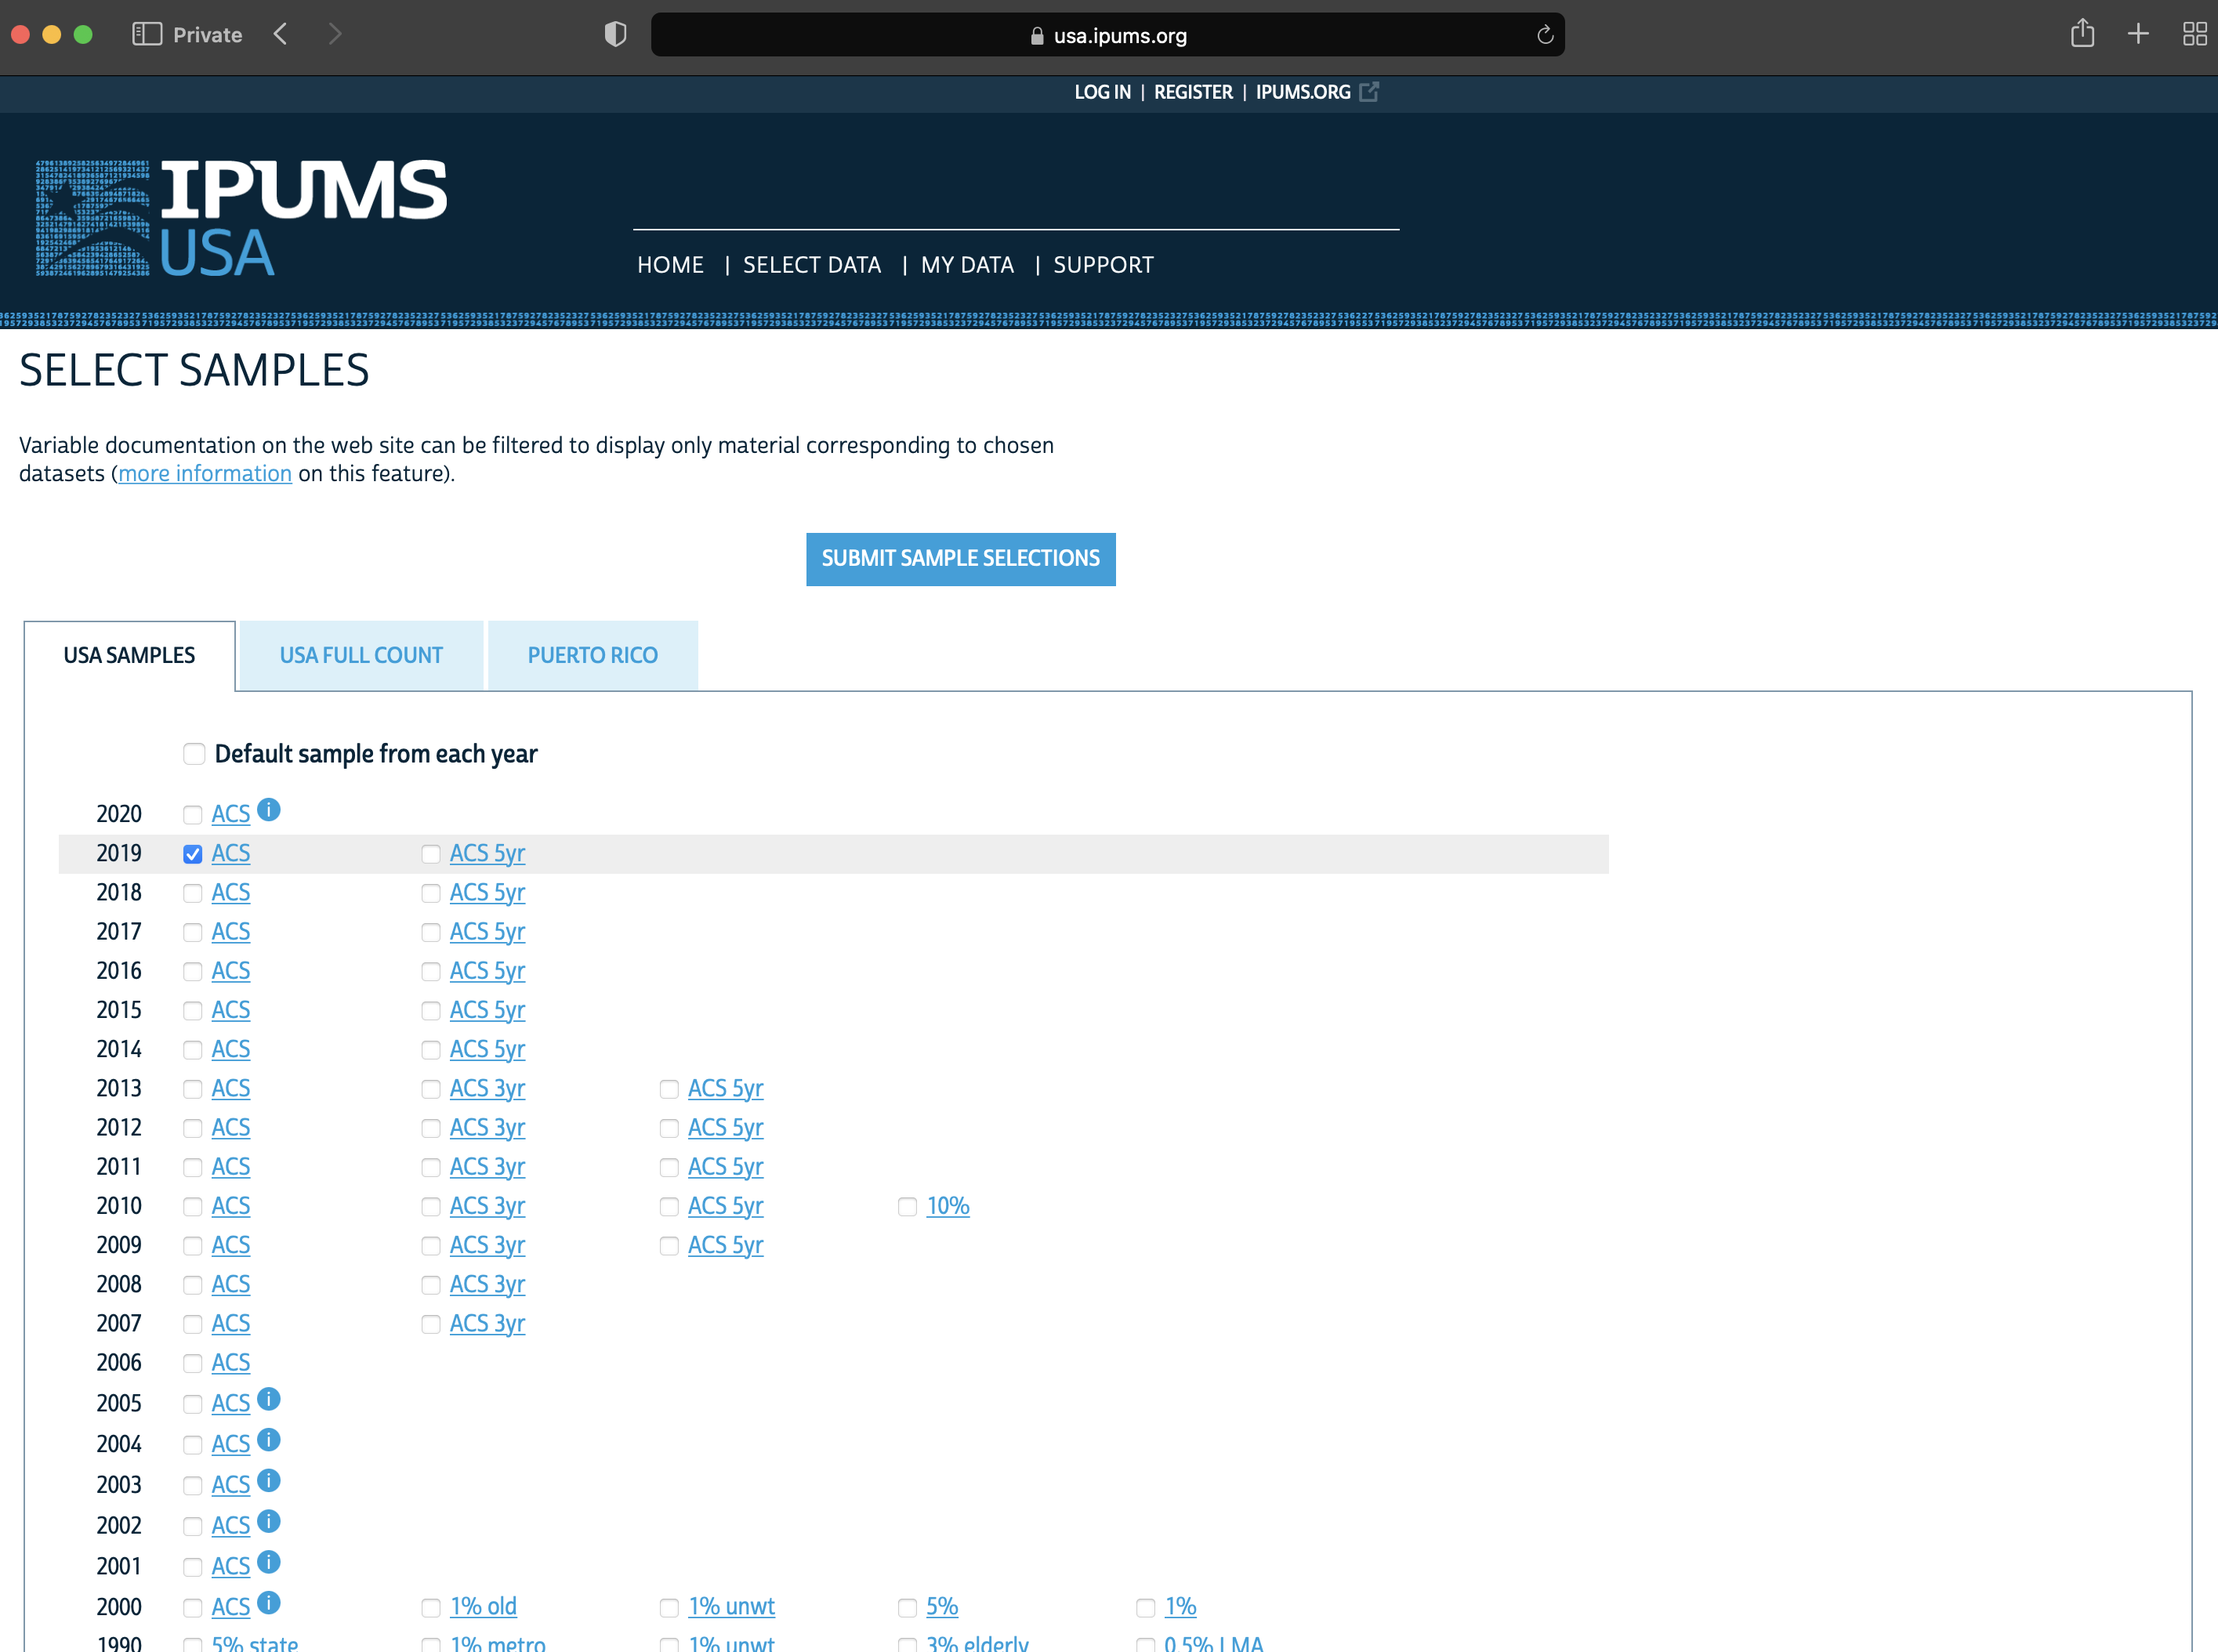 Private
usa.ipums.org
LOG IN | REGISTER | IPUMS.ORG
IPUMS
USA
HOME | SELECT DATA | MY DATA | SUPPORT
SELECT SAMPLES
Variable documentation on the web site can be filtered to display only material corresponding to chosen
datasets (more information on this feature).
SUBMIT SAMPLE SELECTIONS
USA SAMPLES USA FULL COUNT PUERTO RICO
Default sample from each year
2020 ACS i
2019 ACS ACS 5yr
2018 ACS ACS 5yr
2017 ACS ACS 5yr
2016 ACS ACS 5yr
2015 ACS ACS 5yr
2014 ACS ACS 5yr
2013 ACS ACS 3yr ACS 5yr
2012 ACS ACS 3yr ACS 5yr
2011 ACS ACS 3yr ACS 5yr
2010 ACS ACS 3yr ACS 5yr 10%
2009 ACS ACS 3yr ACS 5yr
2008 ACS ACS 3yr
2007 ACS ACS 3yr
2006 ACS
2005 ACS i
2004 ACS i
2003 ACS i
2002 ACS i
2001 ACS i
2000 ACS i 1% old 1% unwt 5% 1%
1990 5% state 1% metro 1% unwt 3% elderly 0.5% LMA